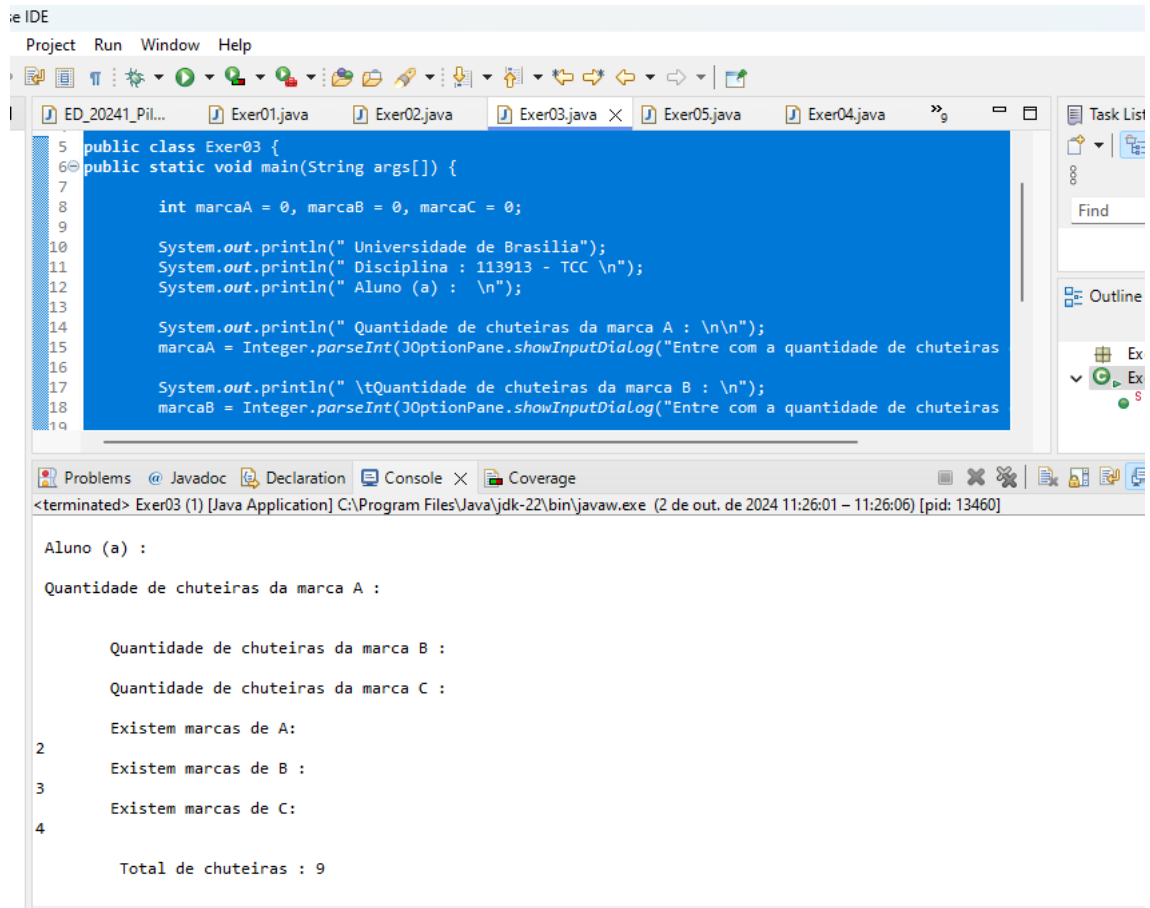 se IDE
Project Run Window Help
ED_20241_Pil... Exer01.java Exer02.java Exer03.java Exer05.java Exer04.java »9
Task List
5 public class Exer03 {
6 public static void main(String args[]) {
7
8 int marcaA = 0, marcaB = 0, marcaC = 0;
9
10 System.out.println(" Universidade de Brasilia");
11 System.out.println(" Disciplina : 113913 - TCC \n");
12 System.out.println(" Aluno (a) :  \n");
13
14 System.out.println(" Quantidade de chuteiras da marca A : \n\n");
15 marcaA = Integer.parseInt(JOptionPane.showInputDialog("Entre com a quantidade de chuteiras
16
17 System.out.println(" \tQuantidade de chuteiras da marca B : \n");
18 marcaB = Integer.parseInt(JOptionPane.showInputDialog("Entre com a quantidade de chuteiras
19
Find
Outline
Ex
Ex
S
Problems @ Javadoc Declaration Console Coverage
<terminated> Exer03 (1) [Java Application] C:\Program Files\Java\jdk-22\bin\javaw.exe (2 de out. de 2024 11:26:01 – 11:26:06) [pid: 13460]
Aluno (a) :
Quantidade de chuteiras da marca A :
Quantidade de chuteiras da marca B :
Quantidade de chuteiras da marca C :
Existem marcas de A:
2
Existem marcas de B :
3
Existem marcas de C:
4
Total de chuteiras : 9